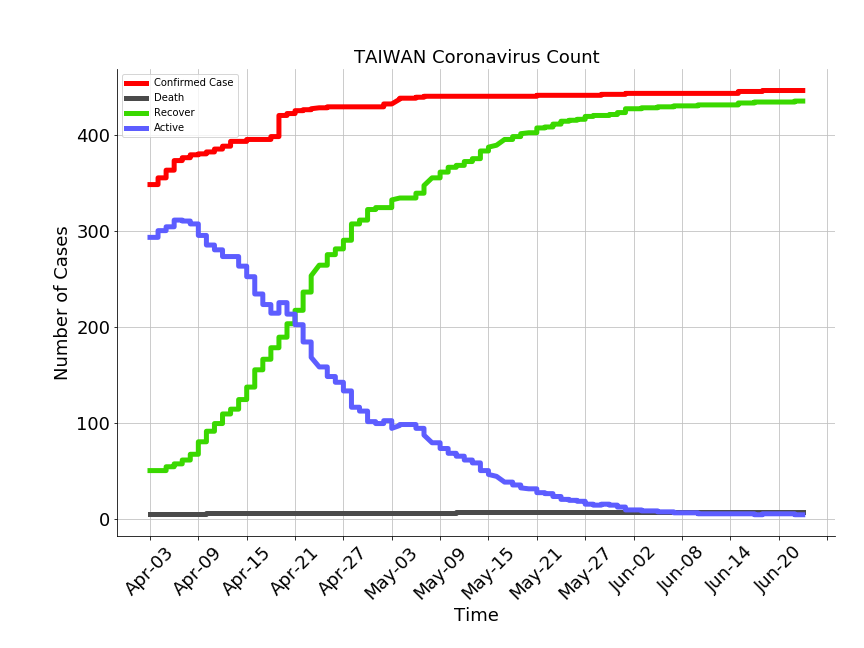 TAIWAN Coronavirus Count
Confirmed Case
Death
Recover
Active
Number of Cases
400
300
200
100
0
Apr-03
Apr-09
Apr-15
Apr-21
Apr-27
May-03
May-09
May-15
May-21
May-27
Jun-02
Jun-08
Jun-14
Jun-20
Time